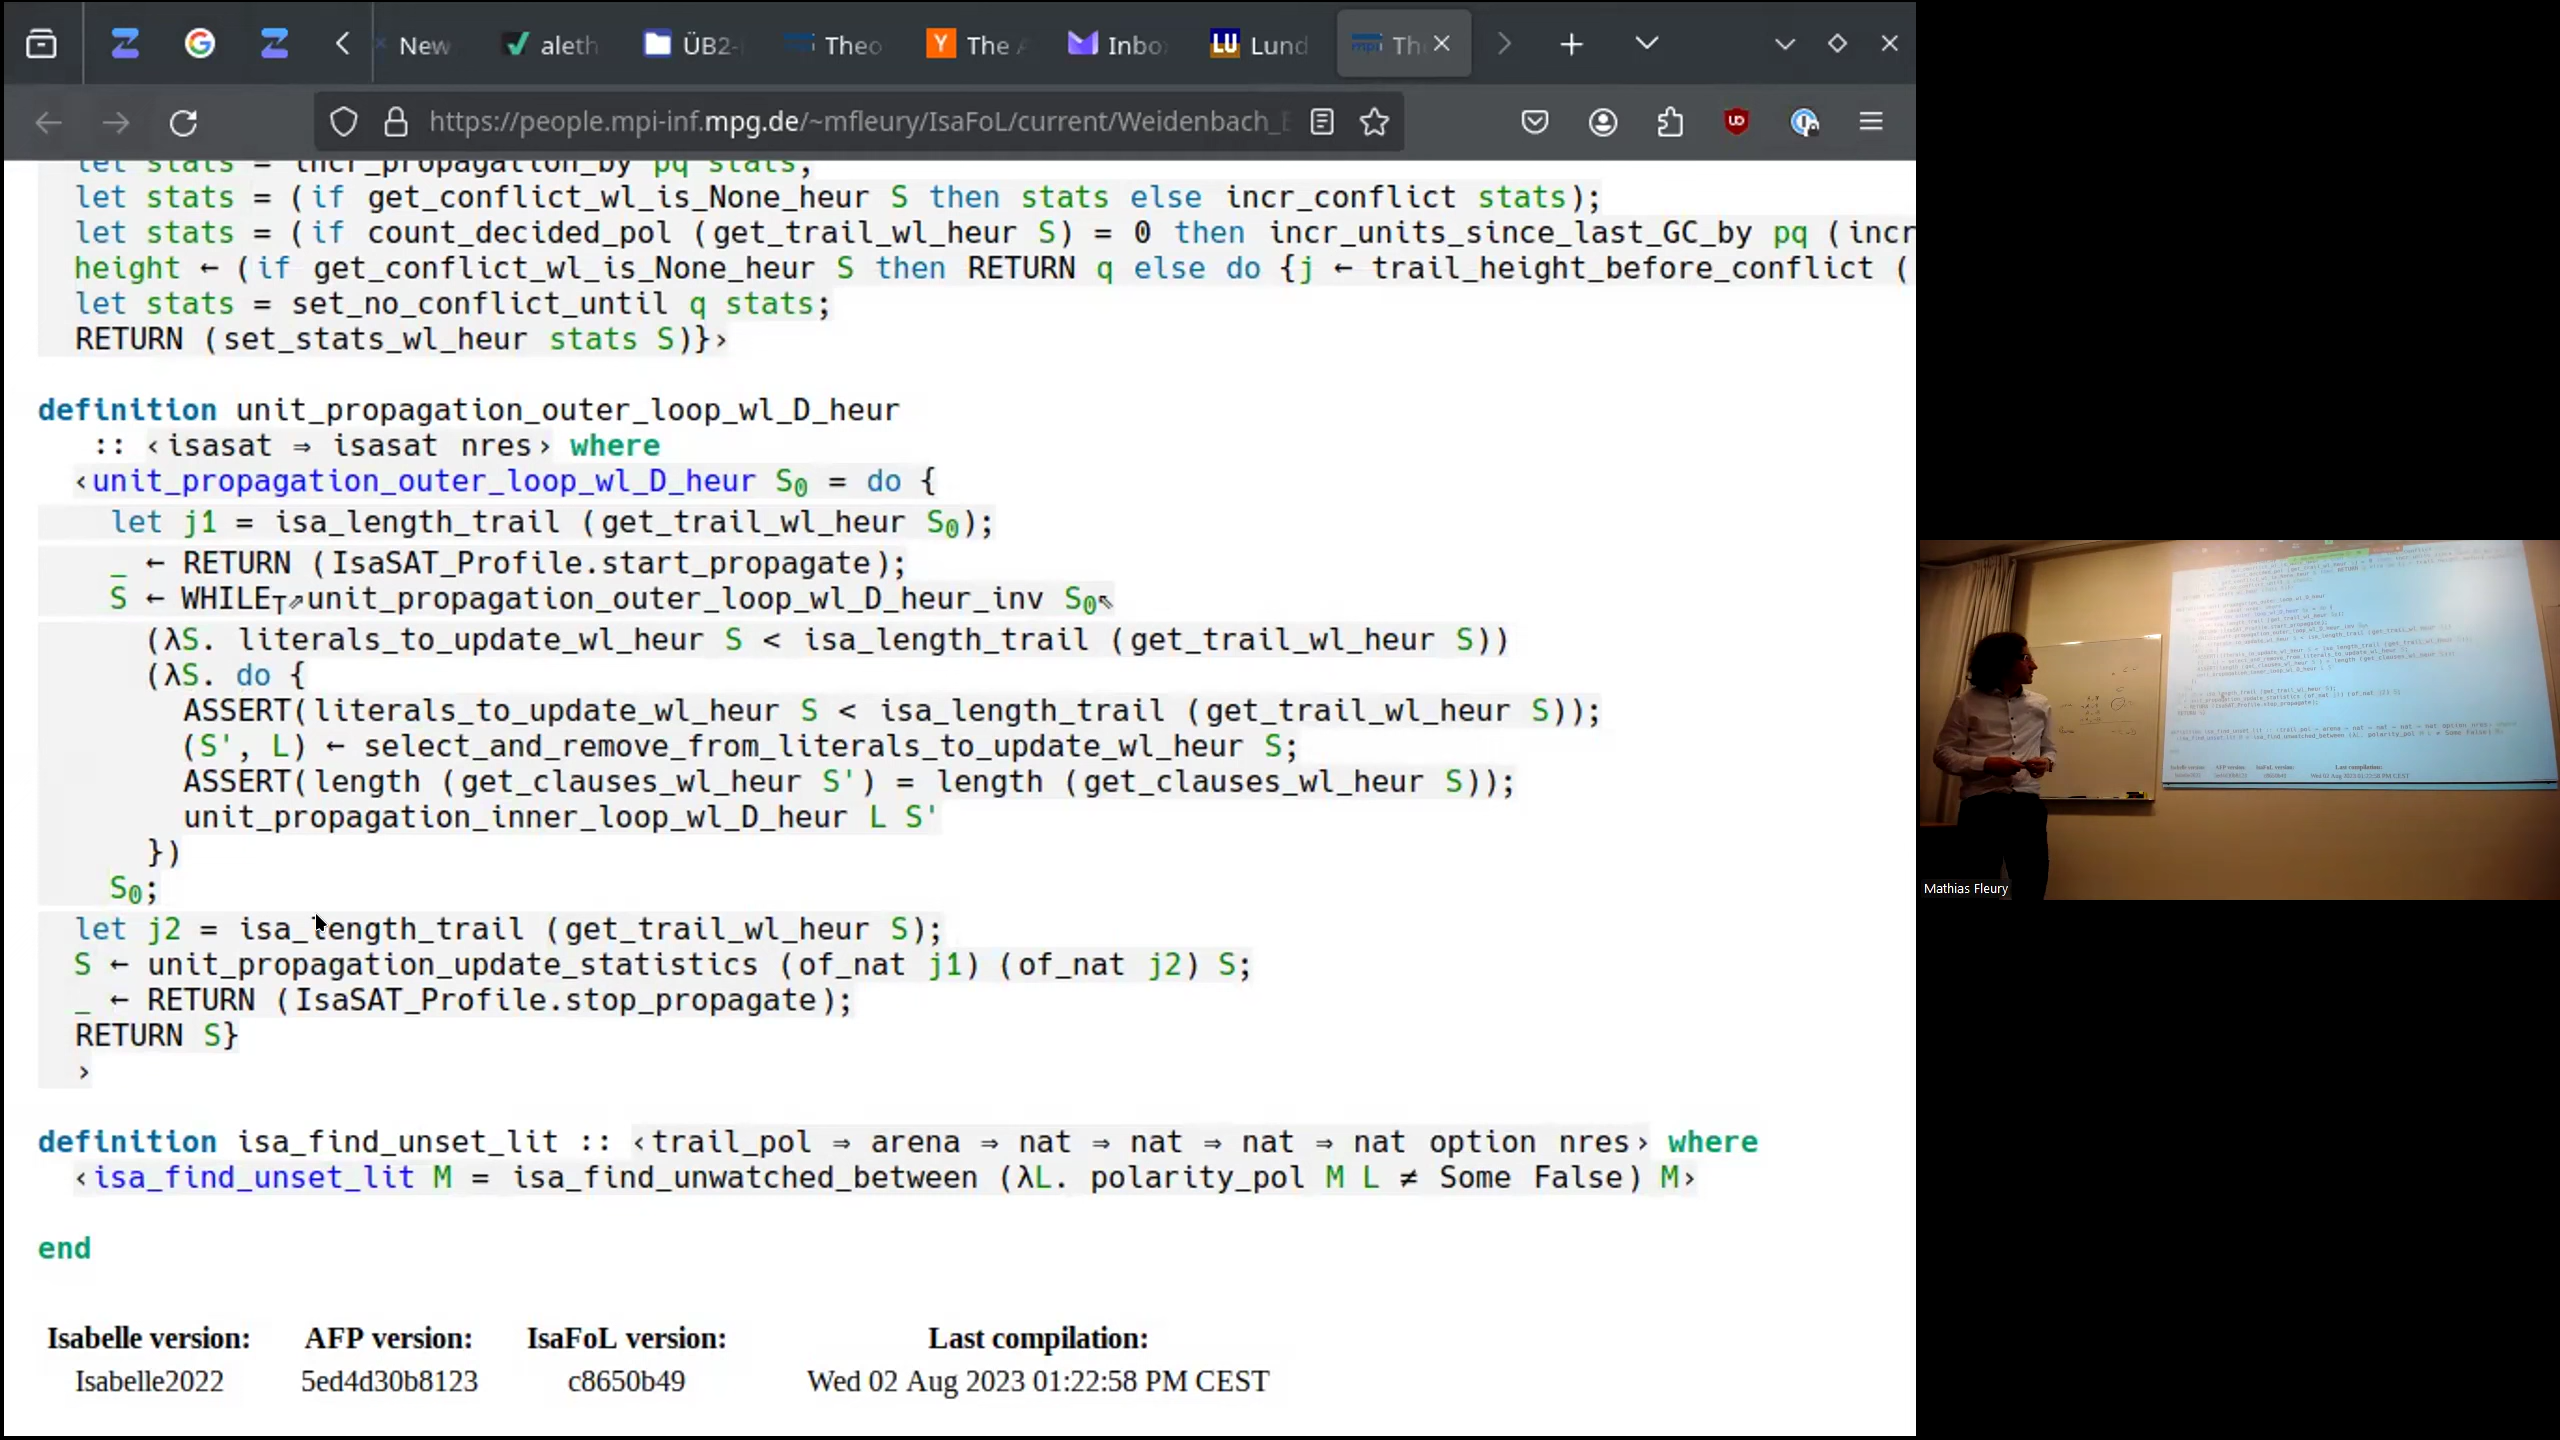 New
aleth
ÜB2-
Theo
The A
Inbo
Lund
Th
https://people.mpi-inf.mpg.de/~mfleury/IsaFoL/current/Weidenbach_
let stats = incr_propagation_by pq stats;
let stats = (if get_conflict_wl_is_None_heur S then stats else incr_conflict stats);
let stats = (if count_decided_pol (get_trail_wl_heur S) = 0 then incr_units_since_last_GC_by pq (incr
height ← (if get_conflict_wl_is_None_heur S then RETURN q else do {j ← trail_height_before_conflict (
let stats = set_no_conflict_until q stats;
RETURN (set_stats_wl_heur stats S)}›
definition unit_propagation_outer_loop_wl_D_heur
:: ‹isasat ⇒ isasat nres› where
‹unit_propagation_outer_loop_wl_D_heur S₀ = do {
let j1 = isa_length_trail (get_trail_wl_heur S₀);
_ ← RETURN (IsaSAT_Profile.start_propagate);
S ← WHILE_T⇗unit_propagation_outer_loop_wl_D_heur_inv S₀⇖
(λS. literals_to_update_wl_heur S < isa_length_trail (get_trail_wl_heur S))
(λS. do {
ASSERT(literals_to_update_wl_heur S < isa_length_trail (get_trail_wl_heur S));
(S', L) ← select_and_remove_from_literals_to_update_wl_heur S;
ASSERT(length (get_clauses_wl_heur S') = length (get_clauses_wl_heur S));
unit_propagation_inner_loop_wl_D_heur L S'
})
S₀;
let j2 = isa_length_trail (get_trail_wl_heur S);
S ← unit_propagation_update_statistics (of_nat j1) (of_nat j2) S;
_ ← RETURN (IsaSAT_Profile.stop_propagate);
RETURN S}
›
definition isa_find_unset_lit :: ‹trail_pol ⇒ arena ⇒ nat ⇒ nat ⇒ nat ⇒ nat option nres› where
‹isa_find_unset_lit M = isa_find_unwatched_between (λL. polarity_pol M L ≠ Some False) M›
end
Isabelle version: AFP version: IsaFoL version: Last compilation:
Isabelle2022 5ed4d30b8123 c8650b49 Wed 02 Aug 2023 01:22:58 PM CEST
Mathias Fleury